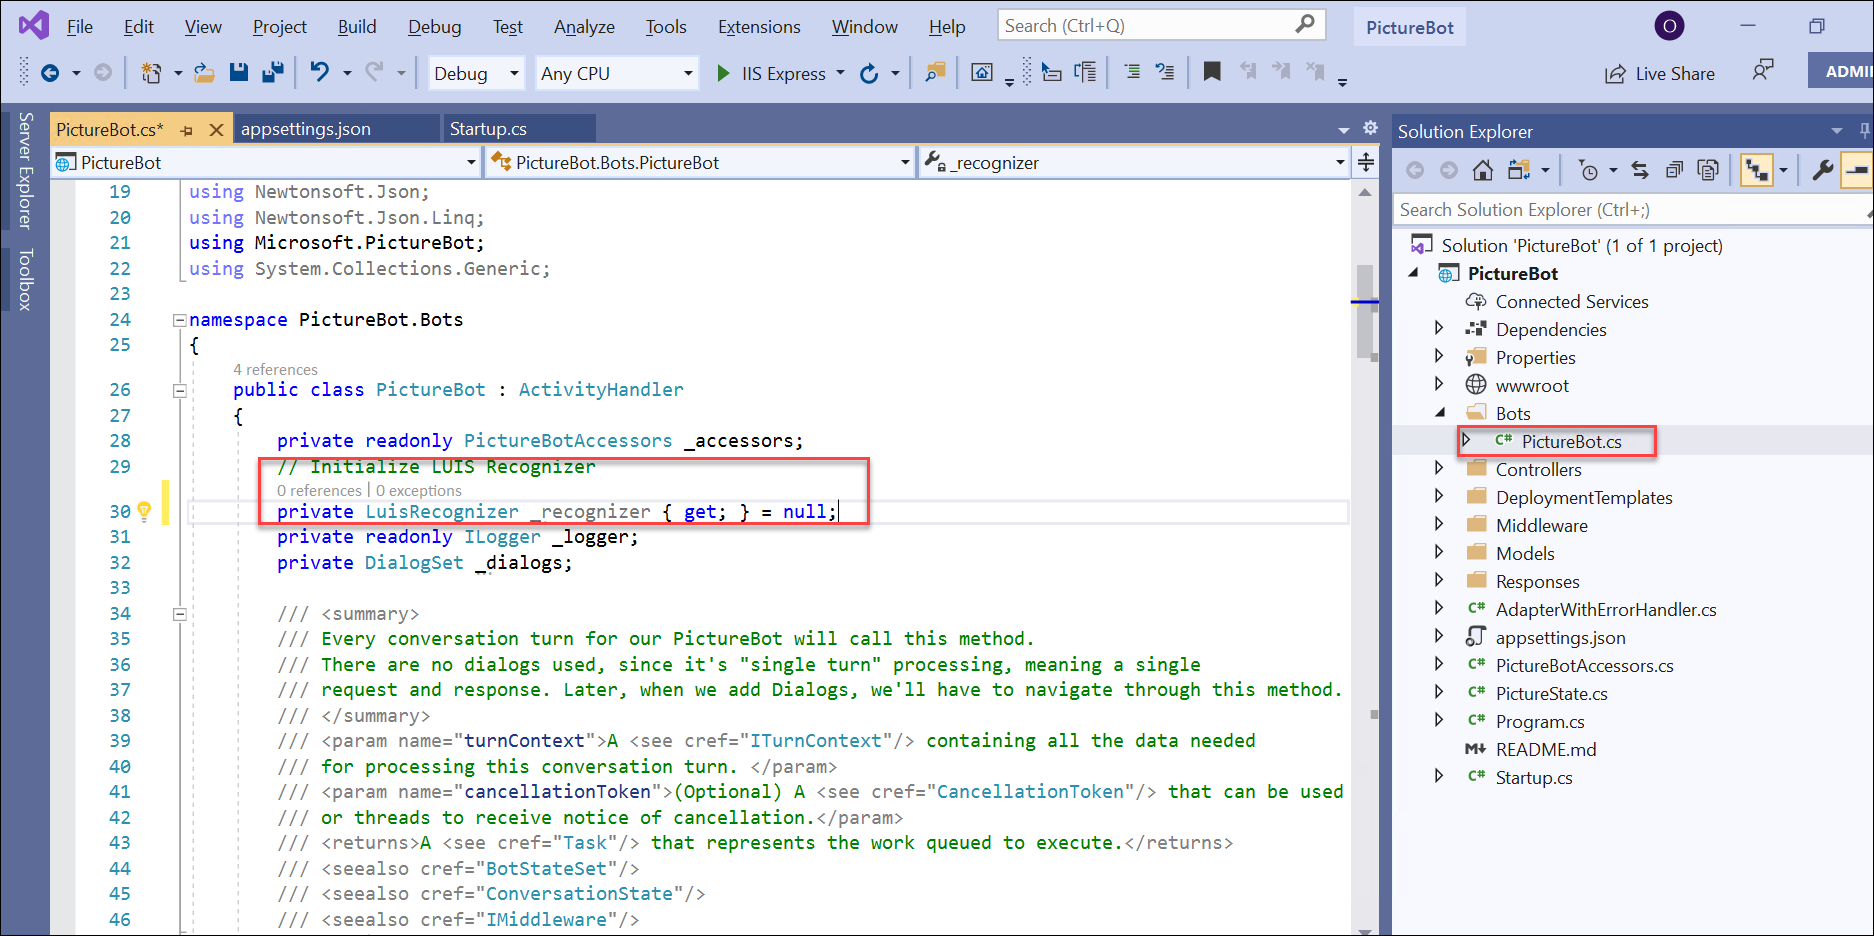 File Edit View Project Build Debug Test Analyze Tools Extensions Window Help Search (Ctrl+Q) PictureBot O
Debug Any CPU IIS Express Live Share ADMI
Server Explorer
Toolbox
PictureBot.cs* appsettings.json Startup.cs
PictureBot PictureBot.Bots.PictureBot _recognizer
19 using Newtonsoft.Json;
20 using Newtonsoft.Json.Linq;
21 using Microsoft.PictureBot;
22 using System.Collections.Generic;
23
24 namespace PictureBot.Bots
25 {
4 references
26 public class PictureBot : ActivityHandler
27 {
28 private readonly PictureBotAccessors _accessors;
29 // Initialize LUIS Recognizer
0 references | 0 exceptions
30 private LuisRecognizer _recognizer { get; } = null;
31 private readonly ILogger _logger;
32 private DialogSet _dialogs;
33
34 /// <summary>
35 /// Every conversation turn for our PictureBot will call this method.
36 /// There are no dialogs used, since it's "single turn" processing, meaning a single
37 /// request and response. Later, when we add Dialogs, we'll have to navigate through this method.
38 /// </summary>
39 /// <param name="turnContext">A <see cref="ITurnContext"/> containing all the data needed
40 /// for processing this conversation turn. </param>
41 /// <param name="cancellationToken">(Optional) A <see cref="CancellationToken"/> that can be used
42 /// or threads to receive notice of cancellation.</param>
43 /// <returns>A <see cref="Task"/> that represents the work queued to execute.</returns>
44 /// <seealso cref="BotStateSet"/>
45 /// <seealso cref="ConversationState"/>
46 /// <seealso cref="IMiddleware"/>
Solution Explorer
Search Solution Explorer (Ctrl+;)
Solution 'PictureBot' (1 of 1 project)
PictureBot
Connected Services
Dependencies
Properties
wwwroot
Bots
C# PictureBot.cs
Controllers
DeploymentTemplates
Middleware
Models
Responses
C# AdapterWithErrorHandler.cs
appsettings.json
C# PictureBotAccessors.cs
C# PictureState.cs
C# Program.cs
M↓ README.md
C# Startup.cs